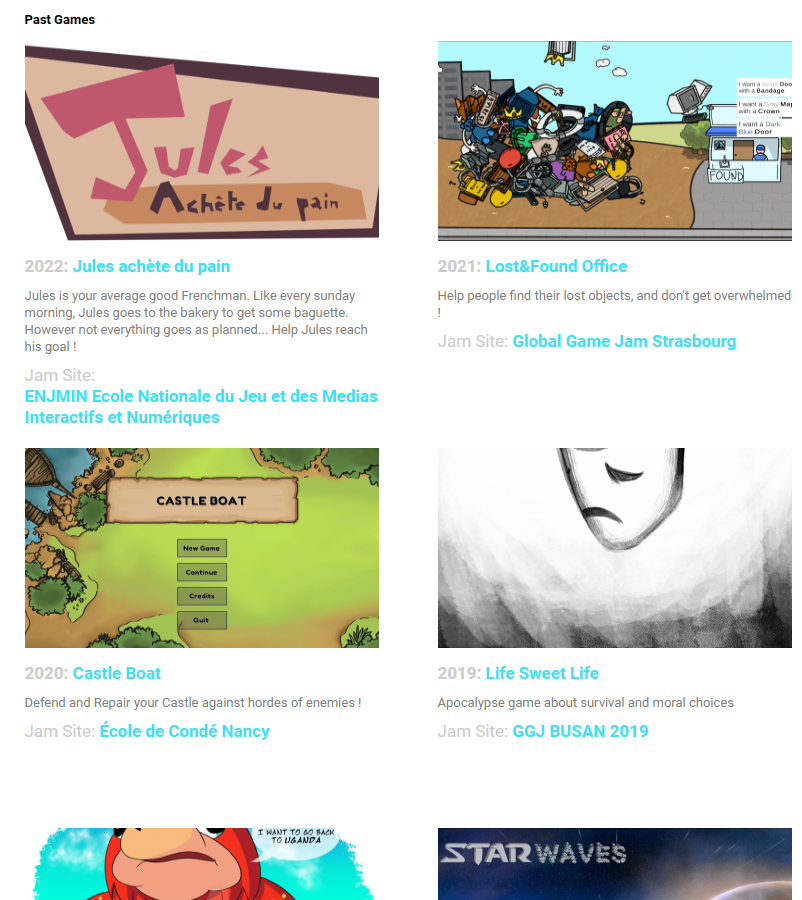 Past Games
Jules
Achète du pain
I want a Beige Doo
with a Bandage
I want a Gray Map
with a Crown
I want a Dark
Blue Door
FOUND
2022: Jules achète du pain
Jules is your average good Frenchman. Like every sunday
morning, Jules goes to the bakery to get some baguette.
However not everything goes as planned... Help Jules reach
his goal !
Jam Site:
ENJMIN Ecole Nationale du Jeu et des Medias
Interactifs et Numériques
2021: Lost&Found Office
Help people find their lost objects, and don't get overwhelmed
!
Jam Site: Global Game Jam Strasbourg
CASTLE BOAT
New Game
Continue
Credits
Quit
2020: Castle Boat
Defend and Repair your Castle against hordes of enemies !
Jam Site: École de Condé Nancy
2019: Life Sweet Life
Apocalypse game about survival and moral choices
Jam Site: GGJ BUSAN 2019
I WANT TO GO BACK
TO UGANDA
STAR WAVES